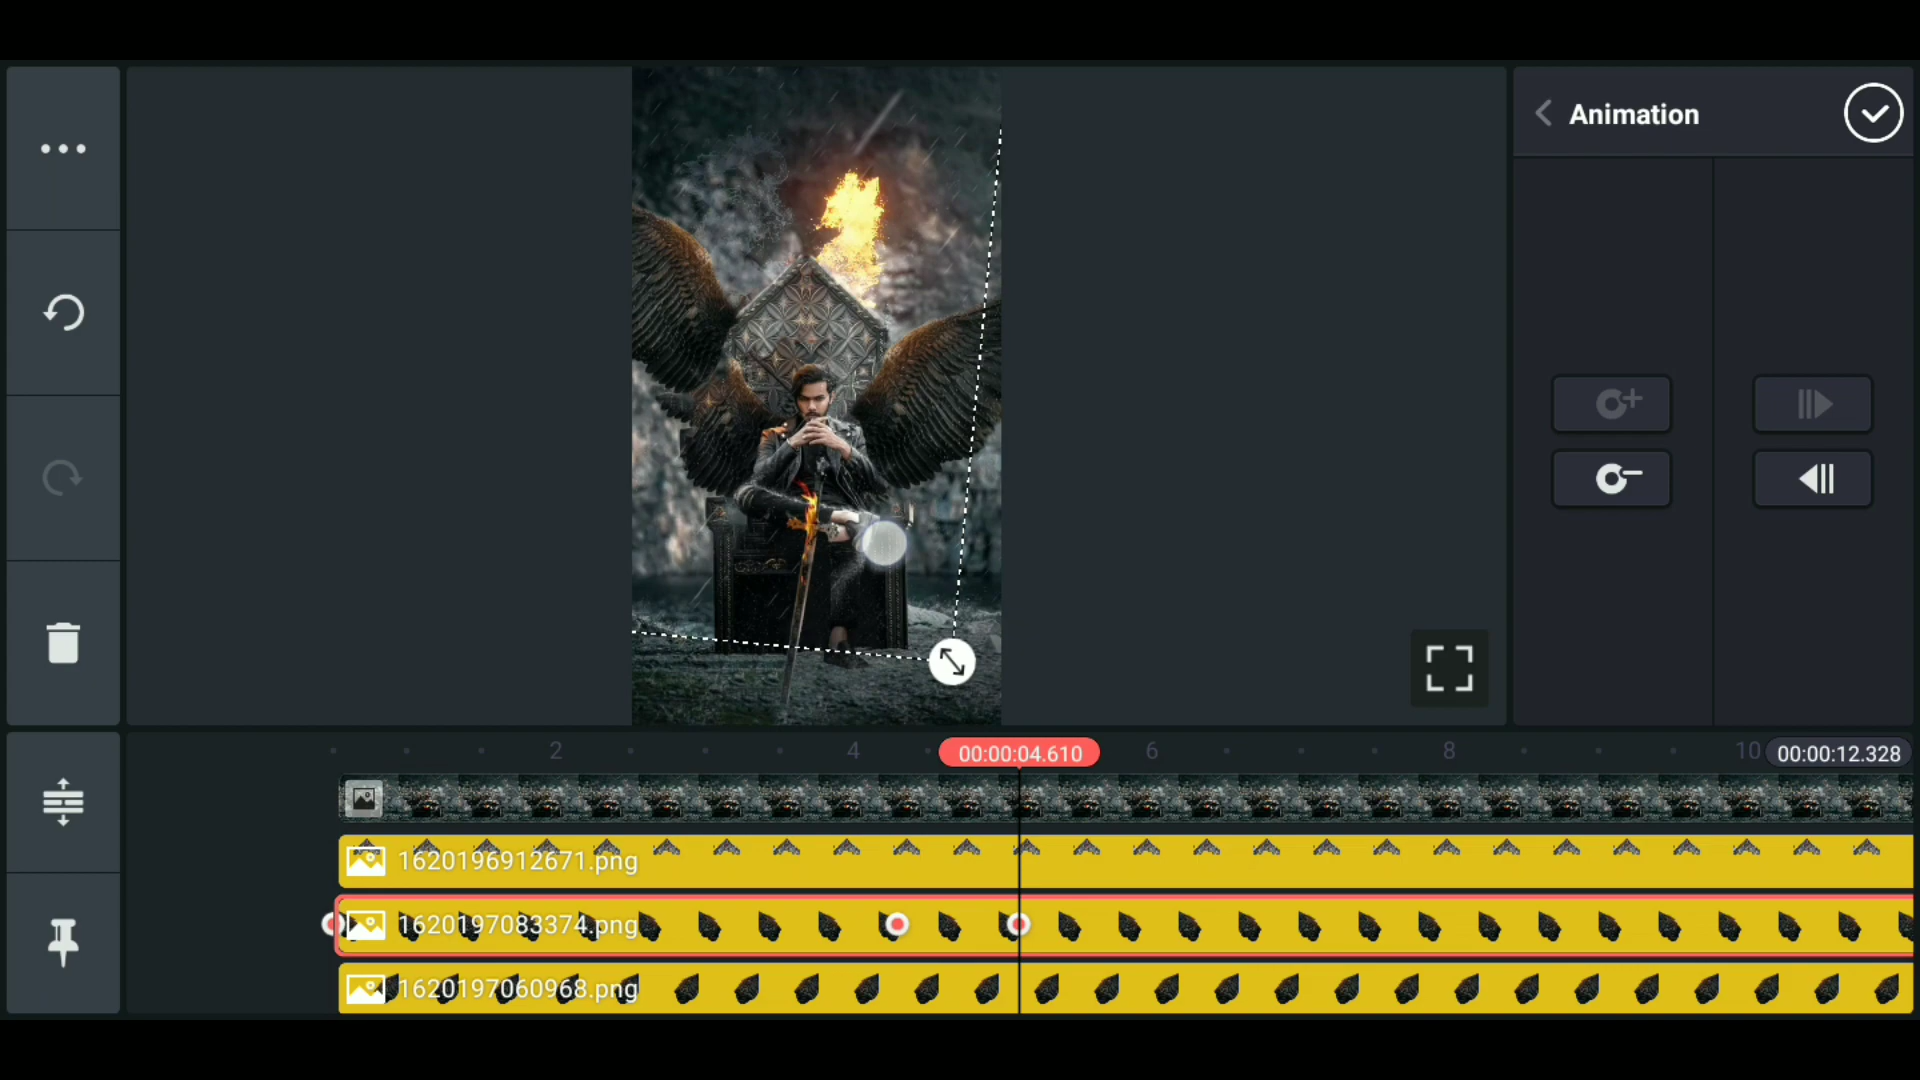 Animation
2
4
00:00:04.610
6
8
10
00:00:12.328
1620196912671.png
1620197083374.png
1620197060968.png